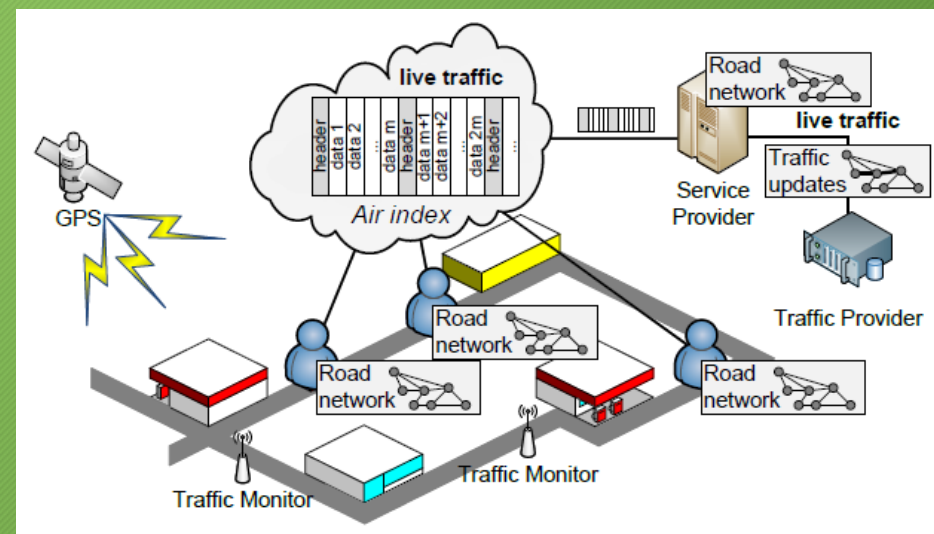 live traffic
header
data 1
data 2
...
data m
header
data m+1
data m+2
...
data 2m
header
...
Air index
GPS
Road
network
live traffic
Traffic
updates
Service
Provider
Traffic Provider
Road
network
Road
network
Road
network
Traffic Monitor
Traffic Monitor